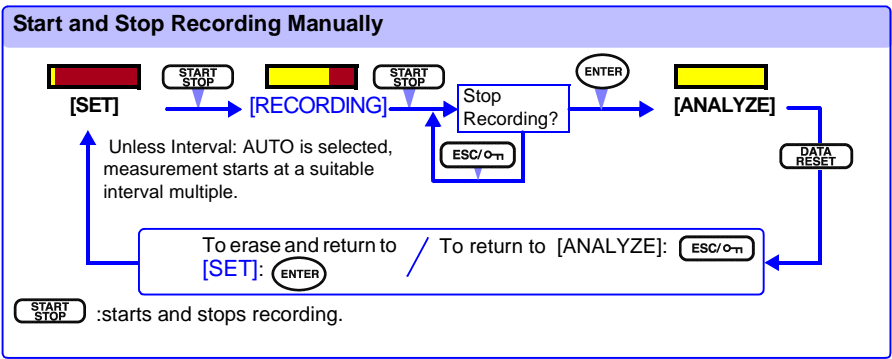 Start and Stop Recording Manually
START
STOP
START
STOP
ENTER
[SET]
[RECORDING]
Stop
Recording?
[ANALYZE]
Unless Interval: AUTO is selected,
measurement starts at a suitable
interval multiple.
ESC/
DATA
RESET
To erase and return to
[SET]: ENTER
/ To return to [ANALYZE]: ESC/
START
STOP :starts and stops recording.